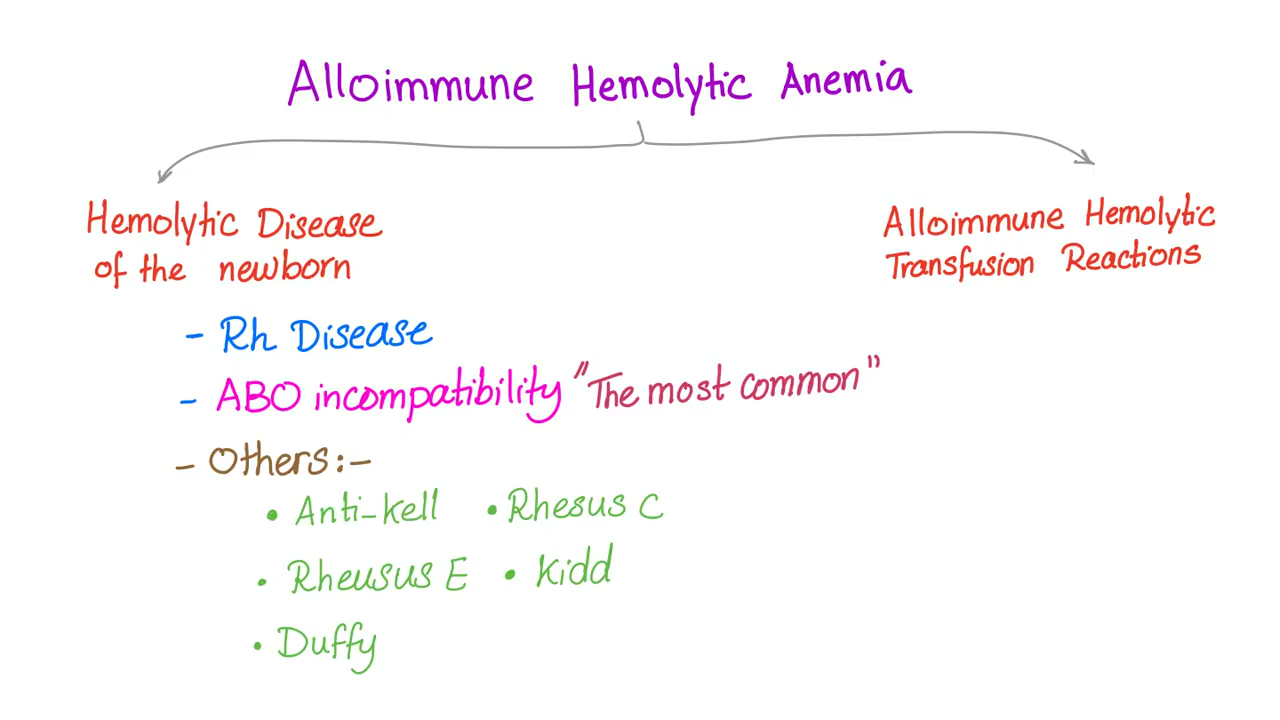 Alloimmune Hemolytic Anemia
Hemolytic Disease
of the newborn
Alloimmune Hemolytic
Transfusion Reactions
- Rh Disease
- ABO incompatibility "The most common"
- Others:-
• Anti-kell • Rhesus C
• Rheusus E • Kidd
• Duffy